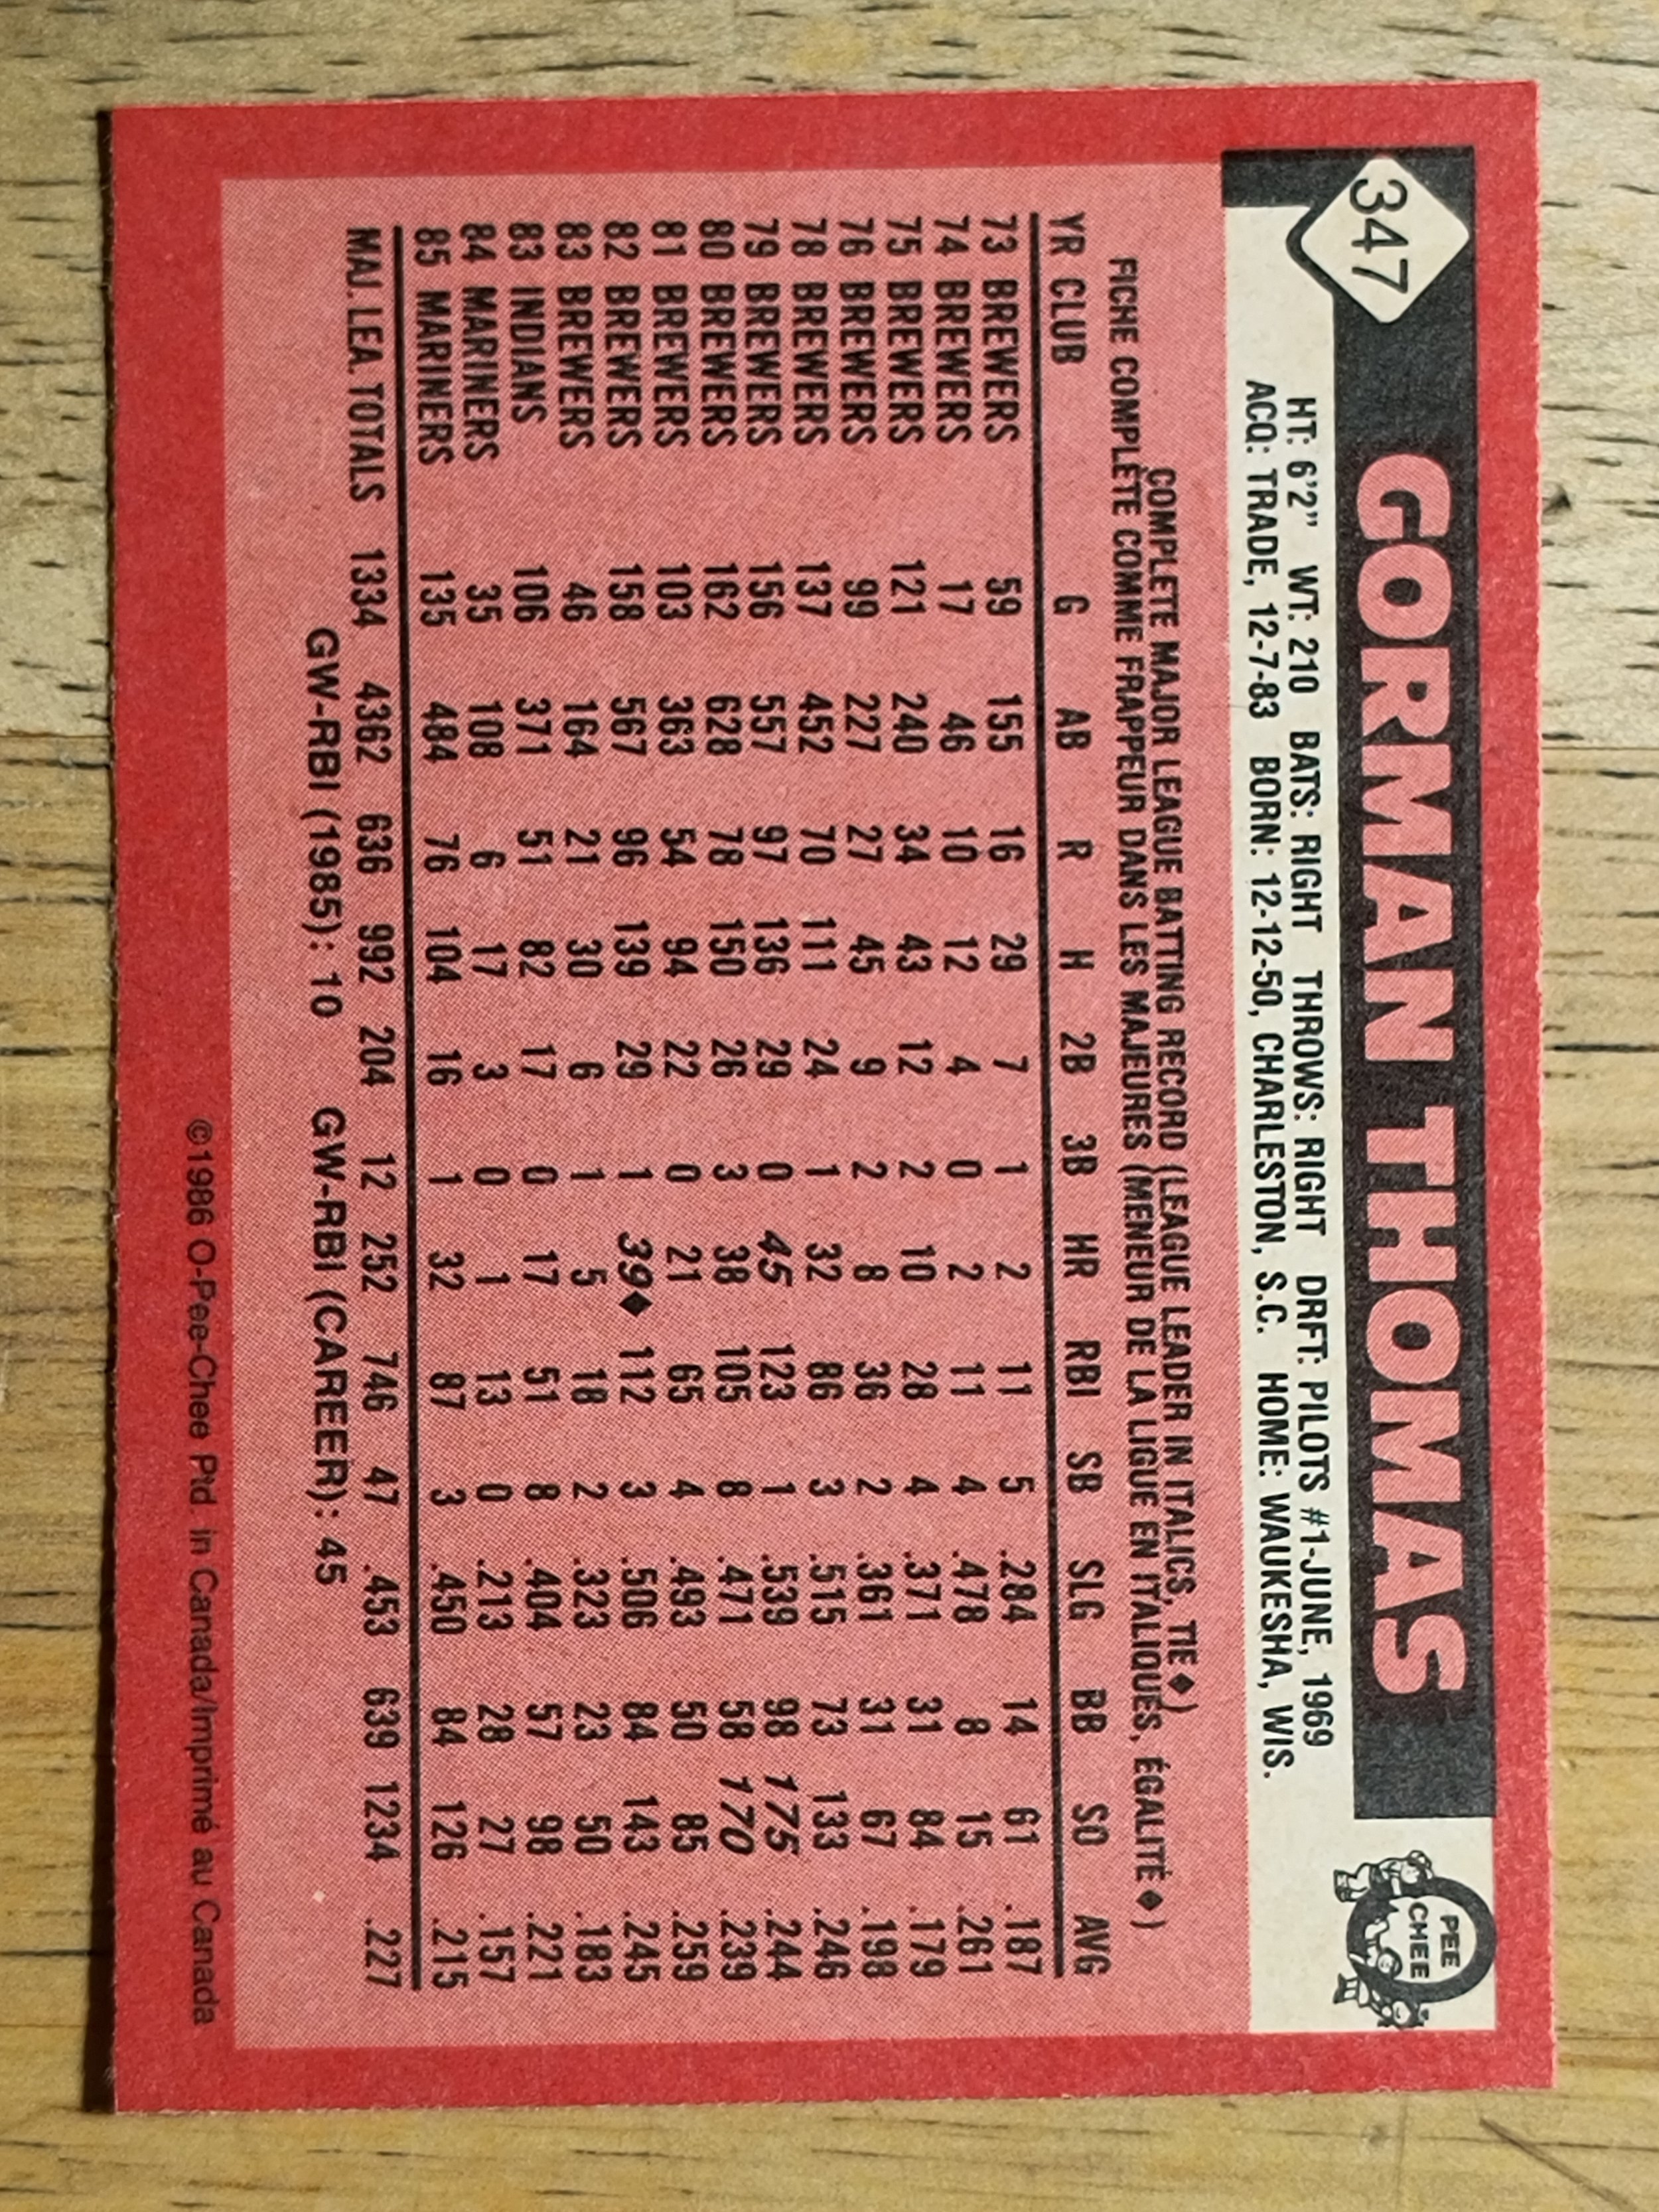 347
GORMAN THOMAS
PEE
CHEE
HT: 6'2" WT: 210 BATS: RIGHT THROWS: RIGHT DRFT: PILOTS #1-JUNE, 1969
ACQ: TRADE, 12-7-83 BORN: 12-12-50, CHARLESTON, S.C. HOME: WAUKESHA, WIS.
COMPLETE MAJOR LEAGUE BATTING RECORD (LEAGUE LEADER IN ITALICS, TIE ♦)
FICHE COMPLÈTE COMME FRAPPEUR DANS LES MAJEURES (MENEUR DE LA LIGUE EN ITALIQUES, ÉGALITÉ ♦)
YR CLUB G AB R H 2B 3B HR RBI SB SLG BB SO AVG
73 BREWERS 59 155 16 29 7 1 2 11 5 .284 14 61 .187
74 BREWERS 17 46 10 12 4 0 2 11 4 .478 8 15 .261
75 BREWERS 121 240 34 43 12 2 10 28 4 .371 31 84 .179
76 BREWERS 99 227 27 45 9 2 8 36 2 .361 31 67 .198
78 BREWERS 137 452 70 111 24 1 32 86 3 .515 73 133 .246
79 BREWERS 156 557 97 136 29 0 45 123 1 .539 98 175 .244
80 BREWERS 162 628 78 150 26 3 38 105 8 .471 58 170 .239
81 BREWERS 103 363 54 94 22 0 21 65 4 .493 50 85 .259
82 BREWERS 158 567 96 139 29 1 39♦ 112 3 .506 84 143 .245
83 BREWERS 46 164 21 30 6 1 5 18 2 .323 23 50 .183
83 INDIANS 106 371 51 82 17 0 17 51 8 .404 57 98 .221
84 MARINERS 35 108 6 17 3 0 1 13 0 .213 28 27 .157
85 MARINERS 135 484 76 104 16 1 32 87 3 .450 84 126 .215
MAJ. LEA. TOTALS 1334 4362 636 992 204 12 252 746 47 .453 639 1234 .227
GW-RBI (1985): 10 GW-RBI (CAREER): 45
©1986 O-Pee-Chee Ptd. in Canada/Imprimé au Canada